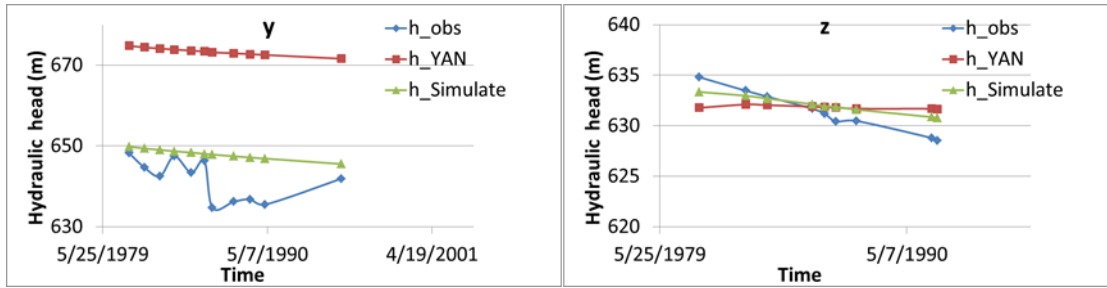 y
h_obs
h_YAN
h_Simulate
Hydraulic head (m)
670
650
630
5/25/1979
5/7/1990
4/19/2001
Time
z
h_obs
h_YAN
h_Simulate
Hydraulic head (m)
640
635
630
625
620
5/25/1979
5/7/1990
Time